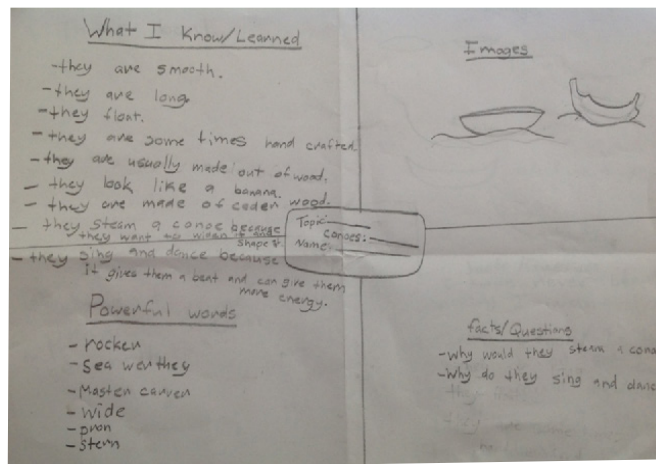 What I Know/Learned
-they are smooth.
-they are long
-they float.
-they are some times hand crafted
-they are usually made out of wood.
- they look like a banana.
- they are made of ceder wood.
- they steam a canoe because
they want to widen it and
shape it.
- they sing and dance because
It gives them a beat and can give them
more energy.
Images
Topic:
Canoes:
Name:
Powerful words
-rocker
-Sea worthey
-Master carver
-wide
-stern
facts/Questions
-why would they steam a cano
-Why do they sing and danc